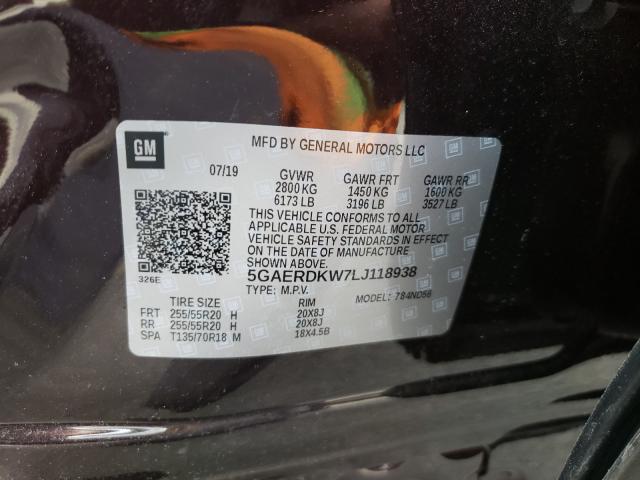 GM
MFD BY GENERAL MOTORS LLC
07/19
GVWR GAWR FRT GAWR RR
2800 KG 1450 KG 1600 KG
6173 LB 3196 LB 3527 LB
THIS VEHICLE CONFORMS TO ALL
APPLICABLE U.S. FEDERAL MOTOR
VEHICLE SAFETY STANDARDS IN EFFECT
ON THE DATE OF MANUFACTURE
SHOWN ABOVE.
326E
5GAERDKW7LJ118938
TYPE: M.P.V. MODEL: 784ND56
TIRE SIZE RIM
FRT 255/55R20 H 20X8J
RR 255/55R20 H 20X8J
SPA T135/70R18 M 18X4.5B